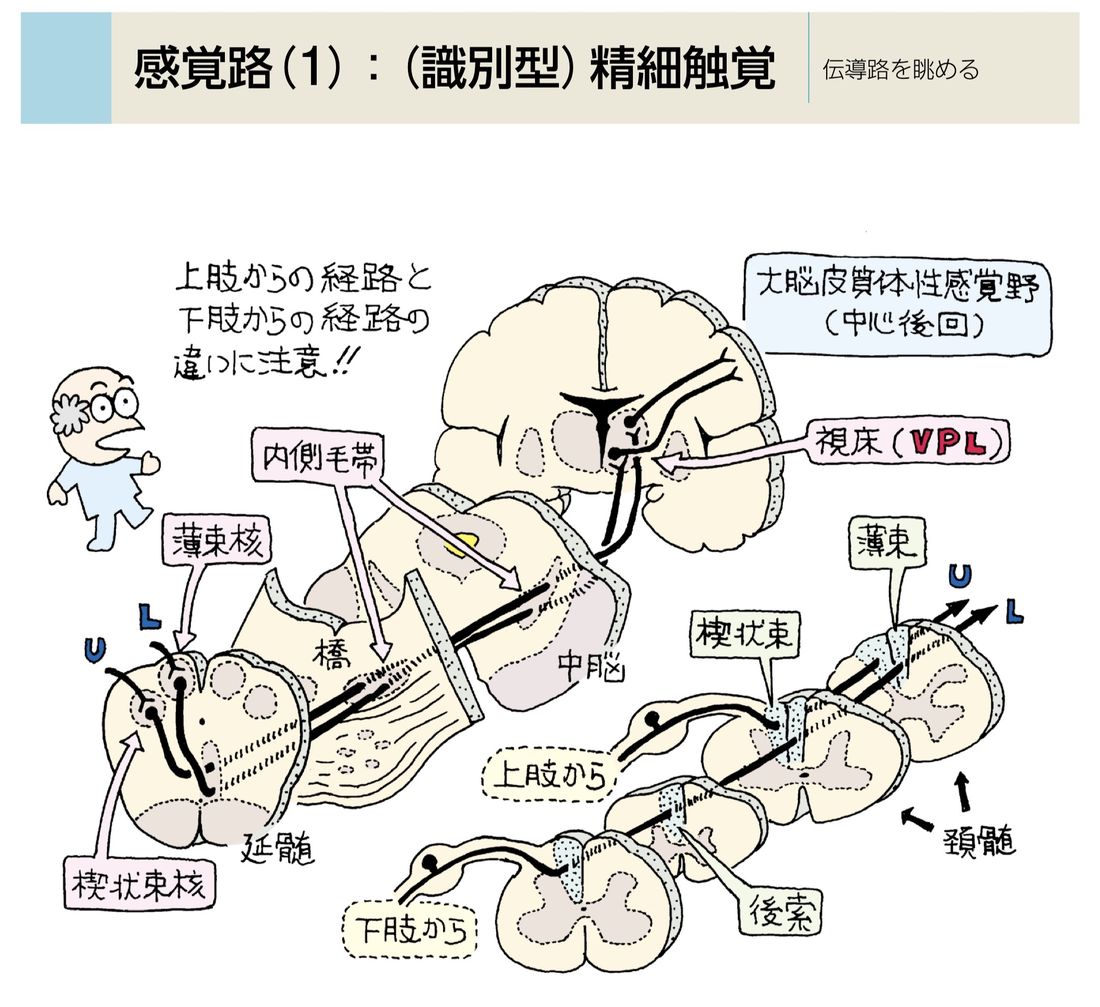 感覚路(1):(識別型)精細触覚
伝導路を眺める
上肢からの経路と
下肢からの経路の
違いに注意!!
大脳皮質体性感覚野
(中心後回)
内側毛帯
視床(VPL)
薄束核
薄束
U
L
L
U
楔状束
橋
中脳
上肢から
頚髄
延髄
楔状束核
後索
下肢から